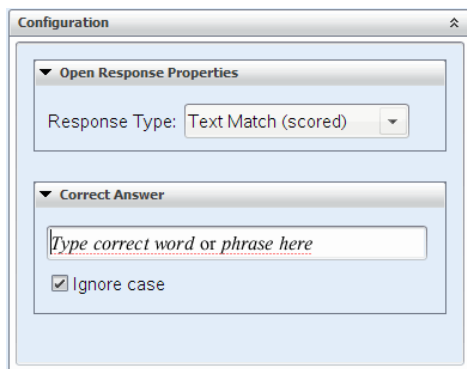 Configuration
Open Response Properties
Response Type: Text Match (scored)
Correct Answer
Type correct word or phrase here
Ignore case